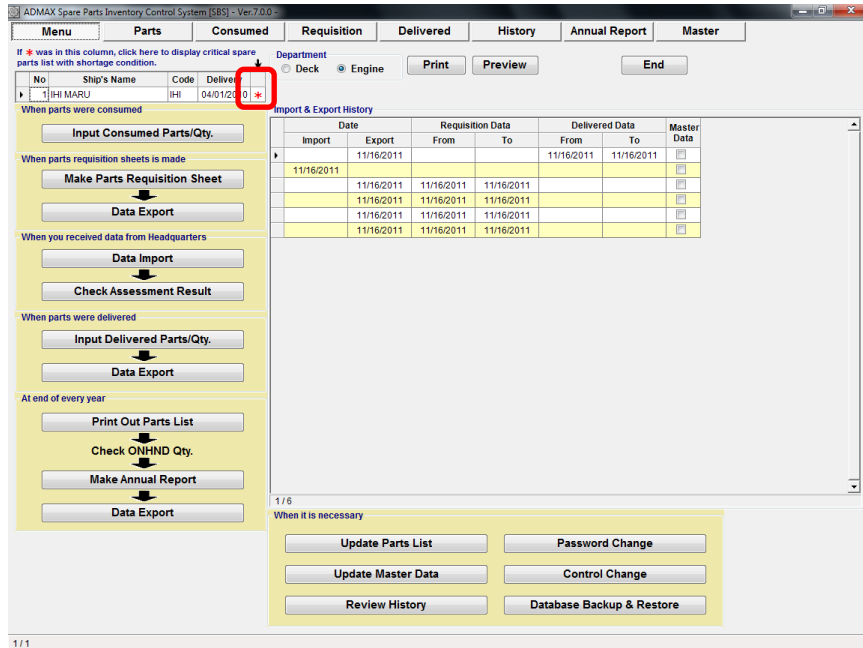 ADMAX Spare Parts Inventory Control System [SBS] - Ver.7.0.0 -
Menu Parts Consumed Requisition Delivered History Annual Report Master
If * was in this column, click here to display critical spare
parts list with shortage condition.
Department
Deck Engine Print Preview End
No Ship's Name Code Delivery
1 IHI MARU IHI 04/01/2010 *
When parts were consumed
Input Consumed Parts/Qty.
When parts requisition sheets is made
Make Parts Requisition Sheet
Data Export
When you received data from Headquarters
Data Import
Check Assessment Result
When parts were delivered
Input Delivered Parts/Qty.
Data Export
At end of every year
Print Out Parts List
Check ONHND Qty.
Make Annual Report
Data Export
Import & Export History
Date Requisition Data Delivered Data Master Data
Import Export From To From To
11/16/2011 11/16/2011 11/16/2011
11/16/2011
11/16/2011 11/16/2011 11/16/2011
11/16/2011 11/16/2011 11/16/2011
11/16/2011 11/16/2011 11/16/2011
11/16/2011 11/16/2011 11/16/2011
1 / 6
When it is necessary
Update Parts List Password Change
Update Master Data Control Change
Review History Database Backup & Restore
1 / 1